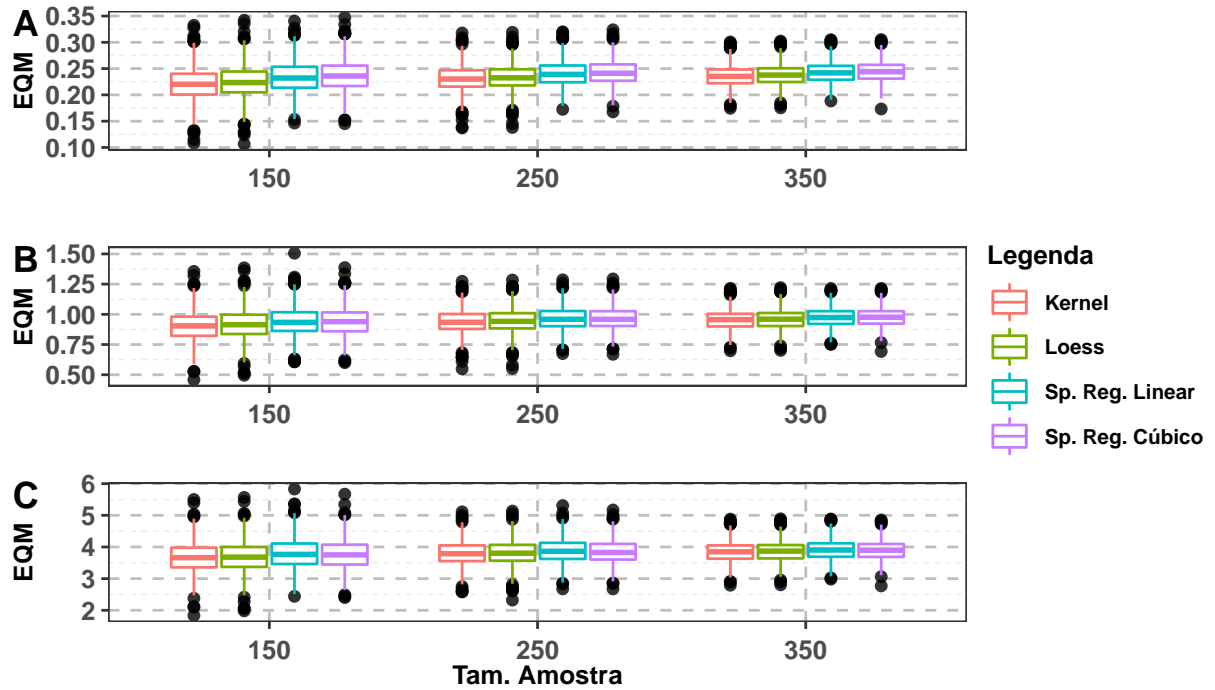 A
EQM
0.35
0.30
0.25
0.20
0.15
0.10
150 250 350
B
EQM
1.50
1.25
1.00
0.75
0.50
150 250 350
C
EQM
6
5
4
3
2
150 250 350
Tam. Amostra
Legenda
Kernel
Loess
Sp. Reg. Linear
Sp. Reg. Cúbico